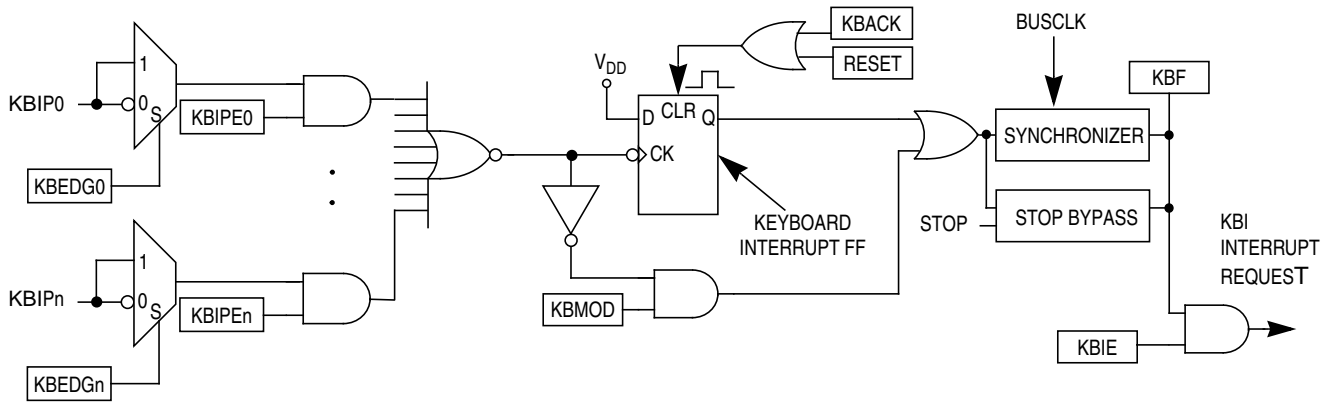 KBIP0
1
0
S
KBIPE0
KBEDG0
KBIPn
1
0
S
KBIPEn
KBEDGn
VDD
D CLR Q
CK
KBACK
RESET
KEYBOARD
INTERRUPT FF
KBMOD
BUSCLK
SYNCHRONIZER
KBF
STOP
STOP BYPASS
KBI
INTERRUPT
REQUEST
KBIE